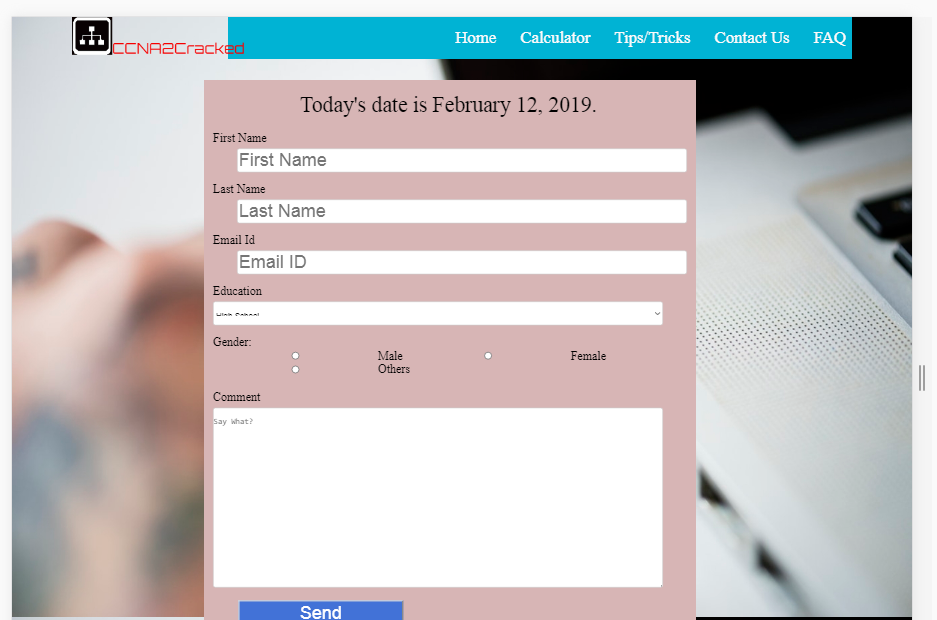 CCNA2Cracked
Home Calculator Tips/Tricks Contact Us FAQ
Today's date is February 12, 2019.
First Name
First Name
Last Name
Last Name
Email Id
Email ID
Education
High School
Gender:
Male Female
Others
Comment
Say What?
Send